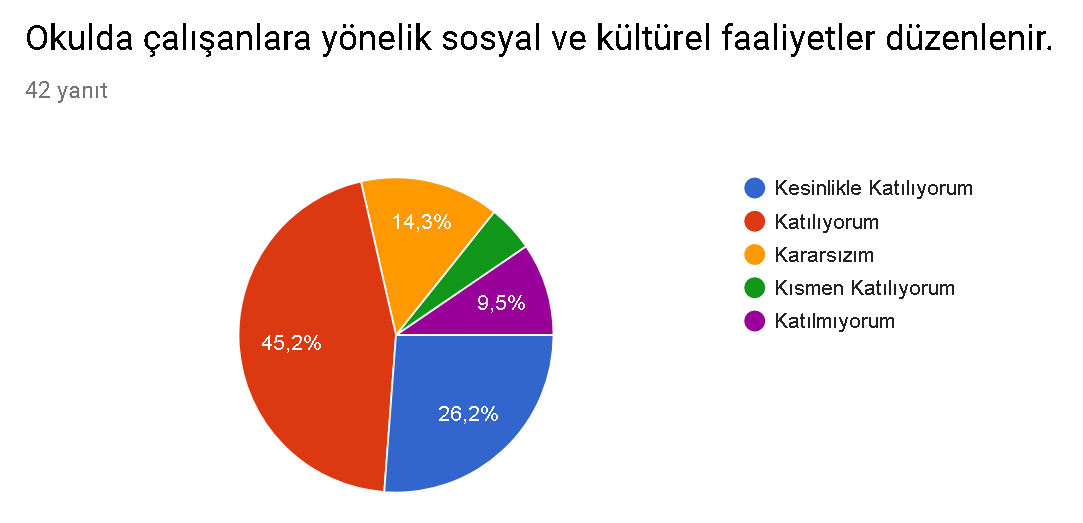 Okulda çalışanlara yönelik sosyal ve kültürel faaliyetler düzenlenir.
42 yanıt
14,3%
9,5%
45,2%
26,2%
Kesinlikle Katılıyorum
Katılıyorum
Kararsızım
Kısmen Katılıyorum
Katılmıyorum